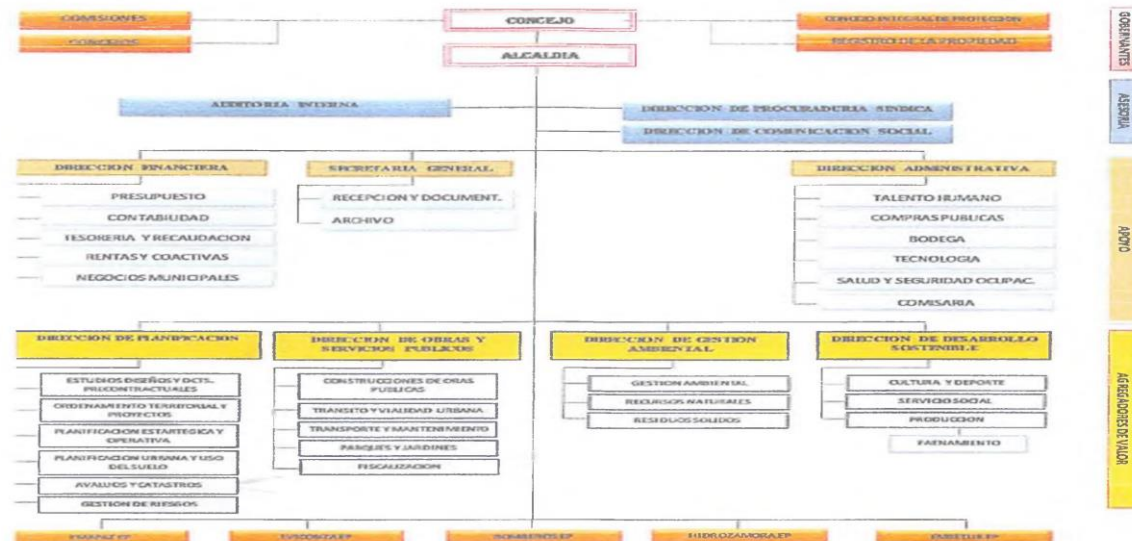 COMISIONES
CONCEJO
CONCEJO INTEGRAL DE PROTECCION
CONCEJOS
REGISTRO DE LA PROPIEDAD
ALCALDIA
GOBERNANTES
AUDITORIA INTERNA
DIRECCION DE PROCURADURIA SINDICA
DIRECCION DE COMUNICACION SOCIAL
ASESORIA
DIRECCION FINANCIERA
PRESUPUESTO
CONTABILIDAD
TESORERIA Y RECAUDACION
RENTAS Y COACTIVAS
NEGOCIOS MUNICIPALES
SECRETARIA GENERAL
RECEPCION Y DOCUMENT.
ARCHIVO
DIRECCION ADMINISTRATIVA
TALENTO HUMANO
COMPRAS PUBLICAS
BODEGA
TECNOLOGIA
SALUD Y SEGURIDAD OCUPAC.
COMISARIA
APOYO
DIRECCION DE PLANIFICACION
ESTUDIOS DISEÑOS Y DCTS.
PRECONTRACTUALES
ORDENAMIENTO TERRITORIAL Y
PROYECTOS
PLANIFICACION ESTARTEGICA Y
OPERATIVA
PLANIFICACION URBANA Y USO
DEL SUELO
AVALUOS Y CATASTROS
GESTION DE RIESGOS
DIRECCION DE OBRAS Y
SERVICIOS PUBLICOS
CONSTRUCCIONES DE ORAS
PUBLICAS
TRANSITO Y VIALIDAD URBANA
TRANSPORTE Y MANTENIMIENTO
PARQUES Y JARDINES
FISCALIZACION
DIRECCION DE GESTION
AMBIENTAL
GESTION AMBIENTAL
RECURSOS NATURALES
RESIDUOS SOLIDOS
DIRECCION DE DESARROLLO
SOSTENIBLE
CULTURA Y DEPORTE
SERVICIO SOCIAL
PRODUCCION
FAENAMIENTO
AGREGADORES DE VALOR
BOMBEROS EP
HIDROZAMORA EP